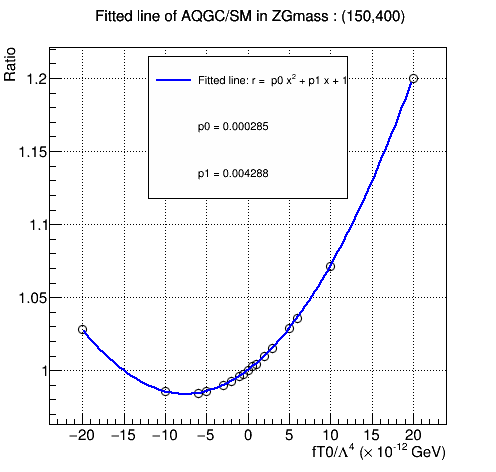 Fitted line of AQGC/SM in ZGmass : (150,400)
Ratio
Fitted line: r = p0 x² + p1 x + 1
p0 = 0.000285
p1 = 0.004288
1.2
1.15
1.1
1.05
1
−20 −15 −10 −5 0 5 10 15 20
fT0/Λ⁴ (× 10⁻¹² GeV)